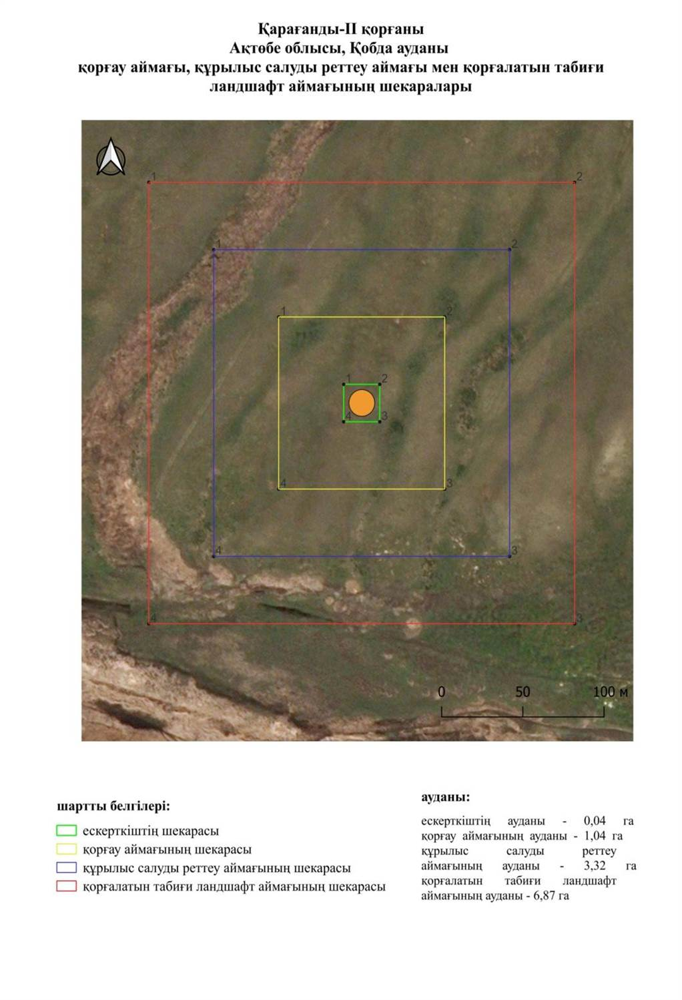 Қарағанды-II қорғаны
Ақтөбе облысы, Қобда ауданы
қорғау аймағы, құрылыс салуды реттеу аймағы мен қорғалатын табиғи
ландшафт аймағының шекаралары
1 2
1 2
1 2
1 2
4 3
4 3
4 3
4 3
0 50 100 м
шартты белгілері:
ескерткіштің шекарасы
қорғау аймағының шекарасы
құрылыс салуды реттеу аймағының шекарасы
қорғалатын табиғи ландшафт аймағының шекарасы
ауданы:
ескерткіштің ауданы - 0,04 га
қорғау аймағының ауданы - 1,04 га
құрылыс салуды реттеу
аймағының ауданы - 3,32 га
қорғалатын табиғи ландшафт
аймағының ауданы - 6,87 га